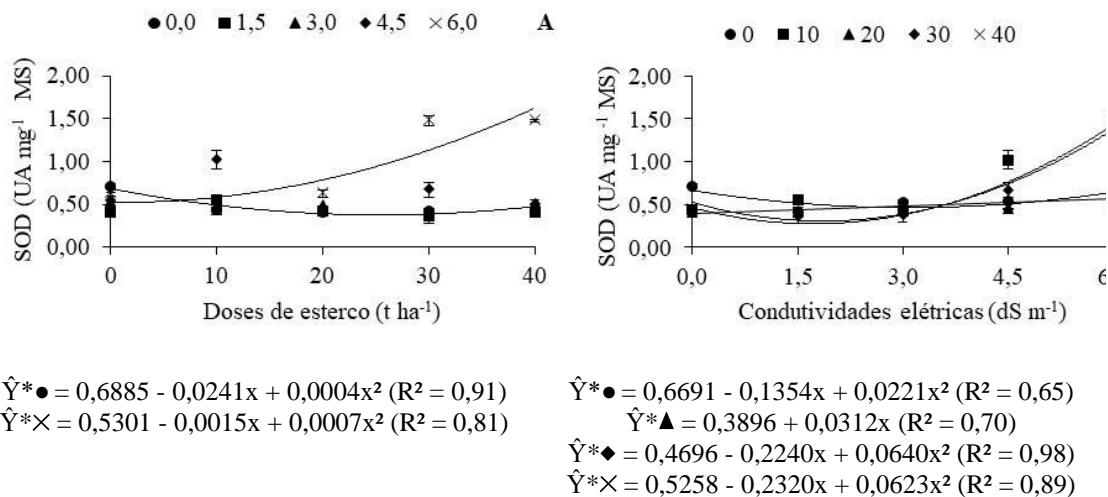 ● 0,0 ■ 1,5 ▲ 3,0 ◆ 4,5 × 6,0
A
SOD (UA mg⁻¹ MS)
2,00
1,50
1,00
0,50
0,00
0 10 20 30 40
Doses de esterco (t ha⁻¹)
● 0 ■ 10 ▲ 20 ◆ 30 × 40
SOD (UA mg⁻¹ MS)
2,00
1,50
1,00
0,50
0,00
0,0 1,5 3,0 4,5 6
Condutividades elétricas (dS m⁻¹)
Ŷ*● = 0,6885 - 0,0241x + 0,0004x² (R² = 0,91)
Ŷ*× = 0,5301 - 0,0015x + 0,0007x² (R² = 0,81)
Ŷ*● = 0,6691 - 0,1354x + 0,0221x² (R² = 0,65)
Ŷ*▲ = 0,3896 + 0,0312x (R² = 0,70)
Ŷ*◆ = 0,4696 - 0,2240x + 0,0640x² (R² = 0,98)
Ŷ*× = 0,5258 - 0,2320x + 0,0623x² (R² = 0,89)